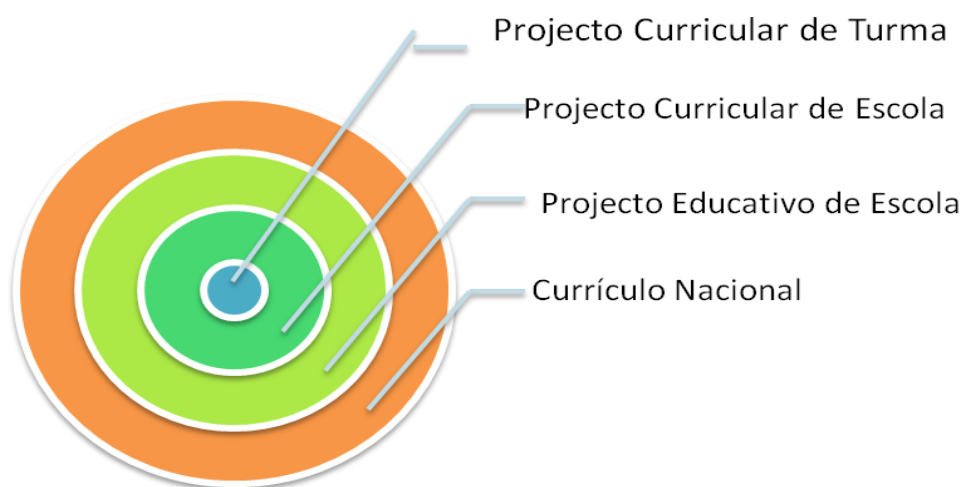 Projecto Curricular de Turma
Projecto Curricular de Escola
Projecto Educativo de Escola
Currículo Nacional